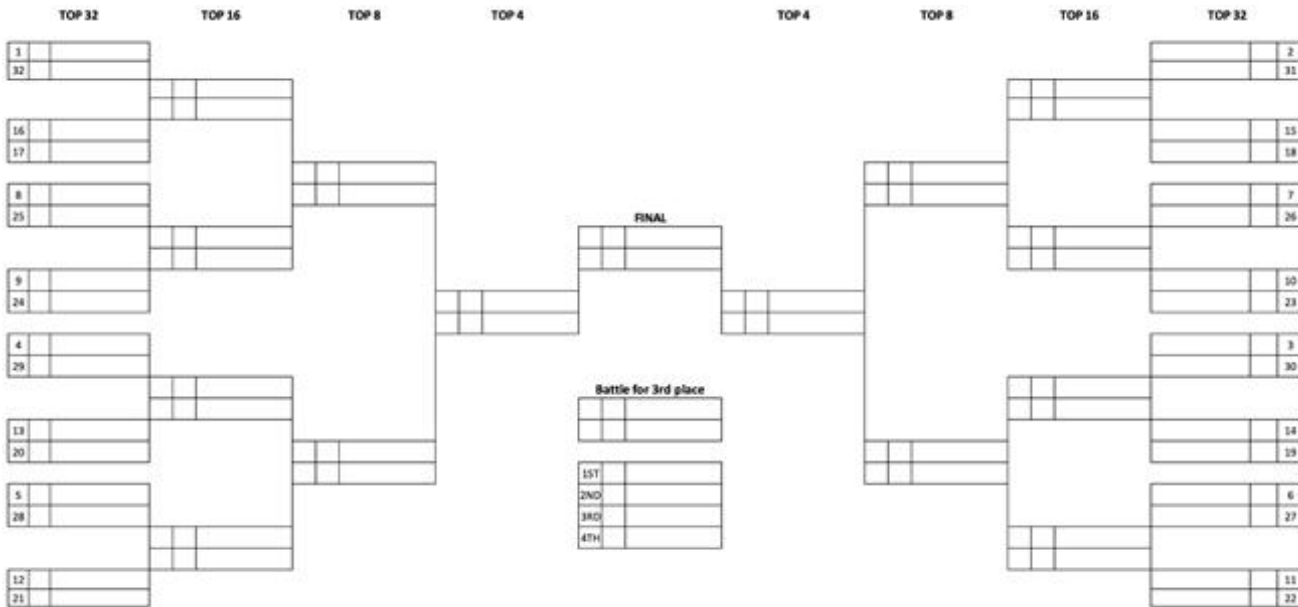 TOP 32 TOP 16 TOP 8 TOP 4 TOP 4 TOP 8 TOP 16 TOP 32
1 2
32 31
16 15
17 18
8 7
25 26
FINAL
9 10
24 23
4 3
29 30
Battle for 3rd place
13 14
20 19
1ST
5 2ND 6
28 3RD 27
4TH
12 11
21 22